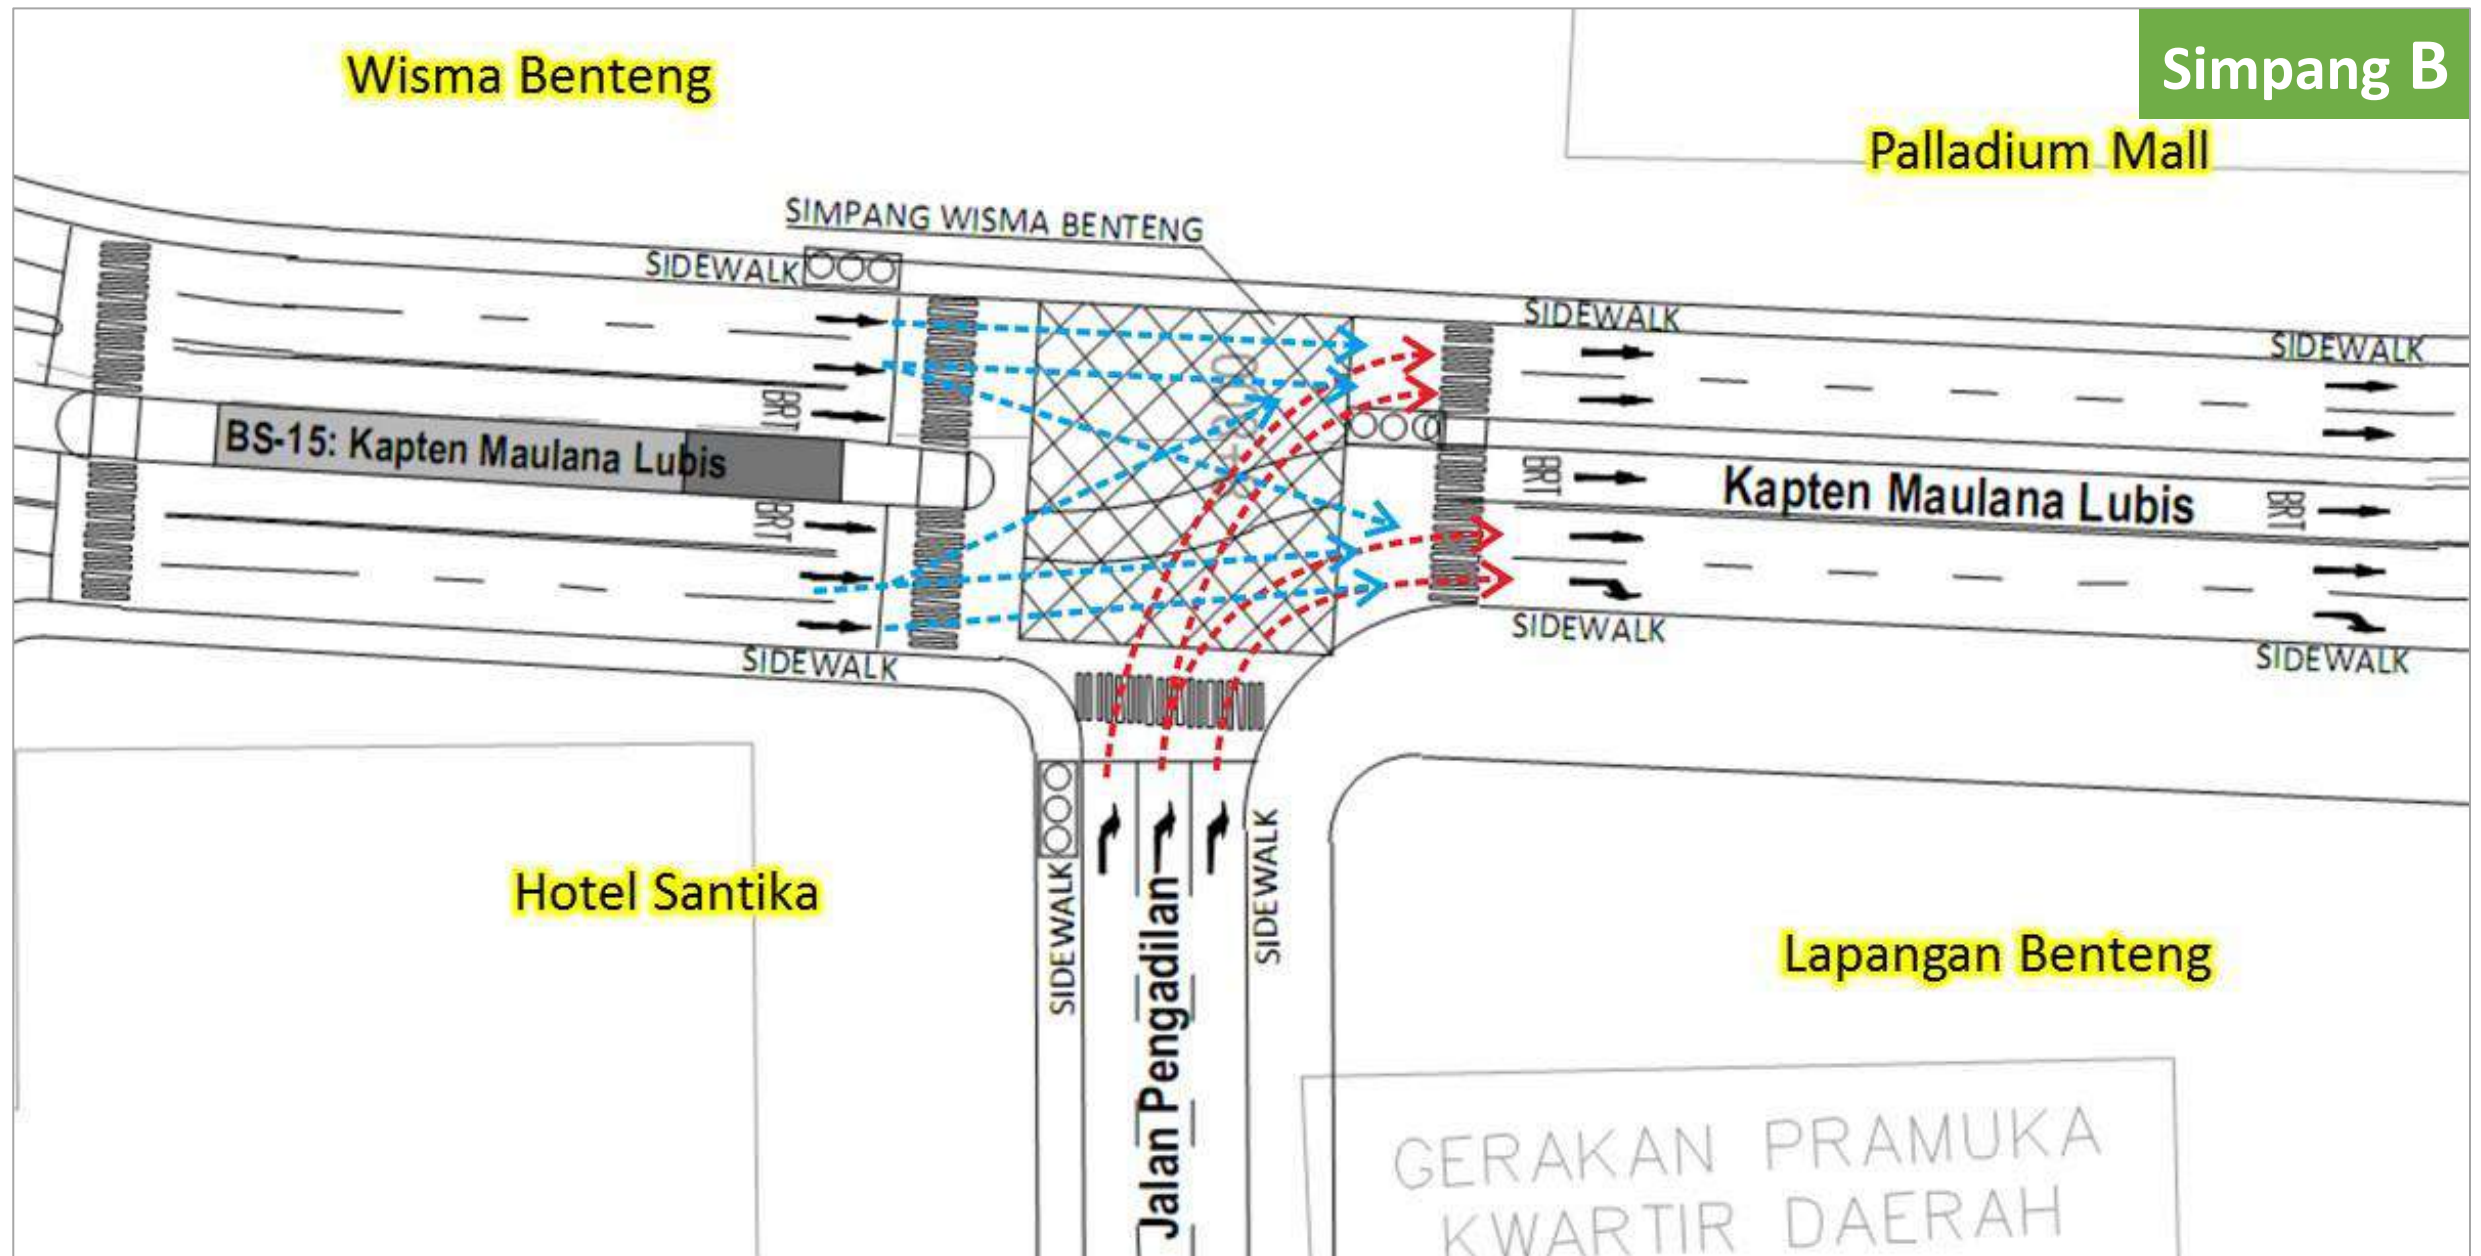 Simpang B
Wisma Benteng
Palladium Mall
SIMPANG WISMA BENTENG
SIDEWALK
SIDEWALK
SIDEWALK
BRT
BS-15: Kapten Maulana Lubis
BRT
BRT
Kapten Maulana Lubis
BRT
SIDEWALK
SIDEWALK
SIDEWALK
Hotel Santika
SIDEWALK
Jalan Pengadilan
SIDEWALK
Lapangan Benteng
GERAKAN PRAMUKA
KWARTIR DAERAH